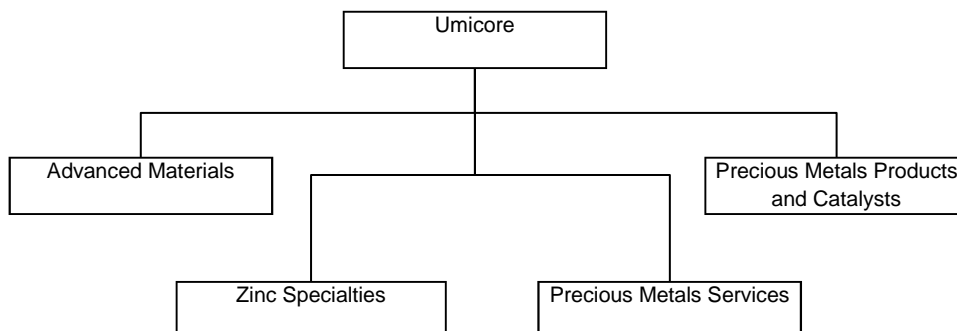 Umicore
Advanced Materials
Precious Metals Products
and Catalysts
Zinc Specialties
Precious Metals Services